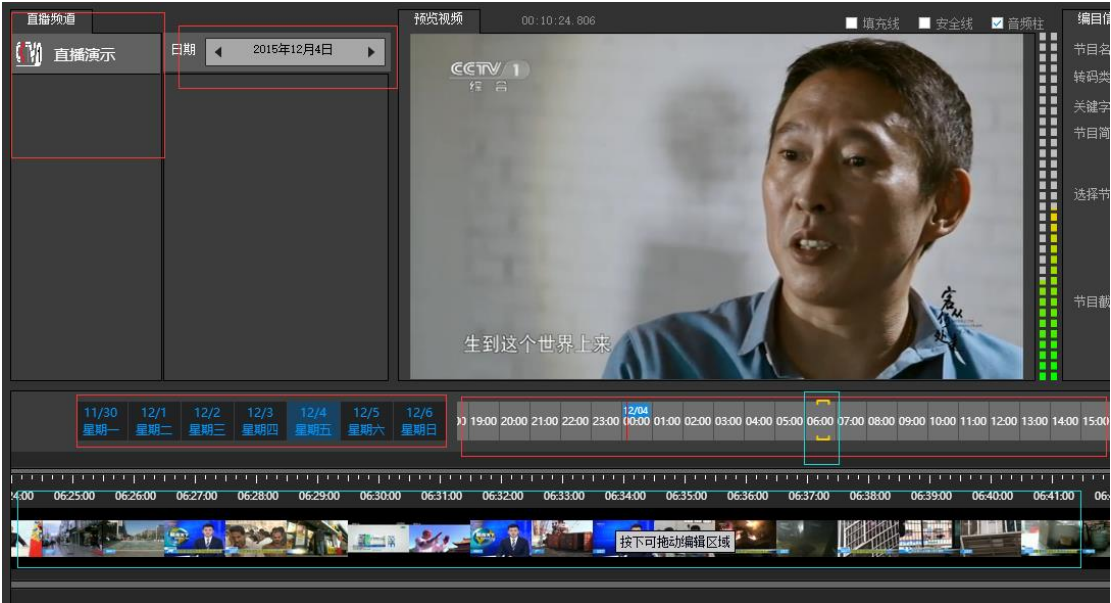 直播频道
直播演示
日期
2015年12月4日
预览视频
00:10:24.806
填充线
安全线
音频柱
编目信
节目名
转码类
关键字
节目简
选择节
节目截
CCTV 1
综合
生到这个世界上来
客从
何处来
11/30 12/1 12/2 12/3 12/4 12/5 12/6
星期一 星期二 星期三 星期四 星期五 星期六 星期日
12/04
19:00 20:00 21:00 22:00 23:00 00:00 01:00 02:00 03:00 04:00 05:00 06:00 07:00 08:00 09:00 10:00 11:00 12:00 13:00 14:00 15:00
4:00 06:25:00 06:26:00 06:27:00 06:28:00 06:29:00 06:30:00 06:31:00 06:32:00 06:33:00 06:34:00 06:35:00 06:36:00 06:37:00 06:38:00 06:39:00 06:40:00 06:41:00 06:
按下可拖动编辑区域